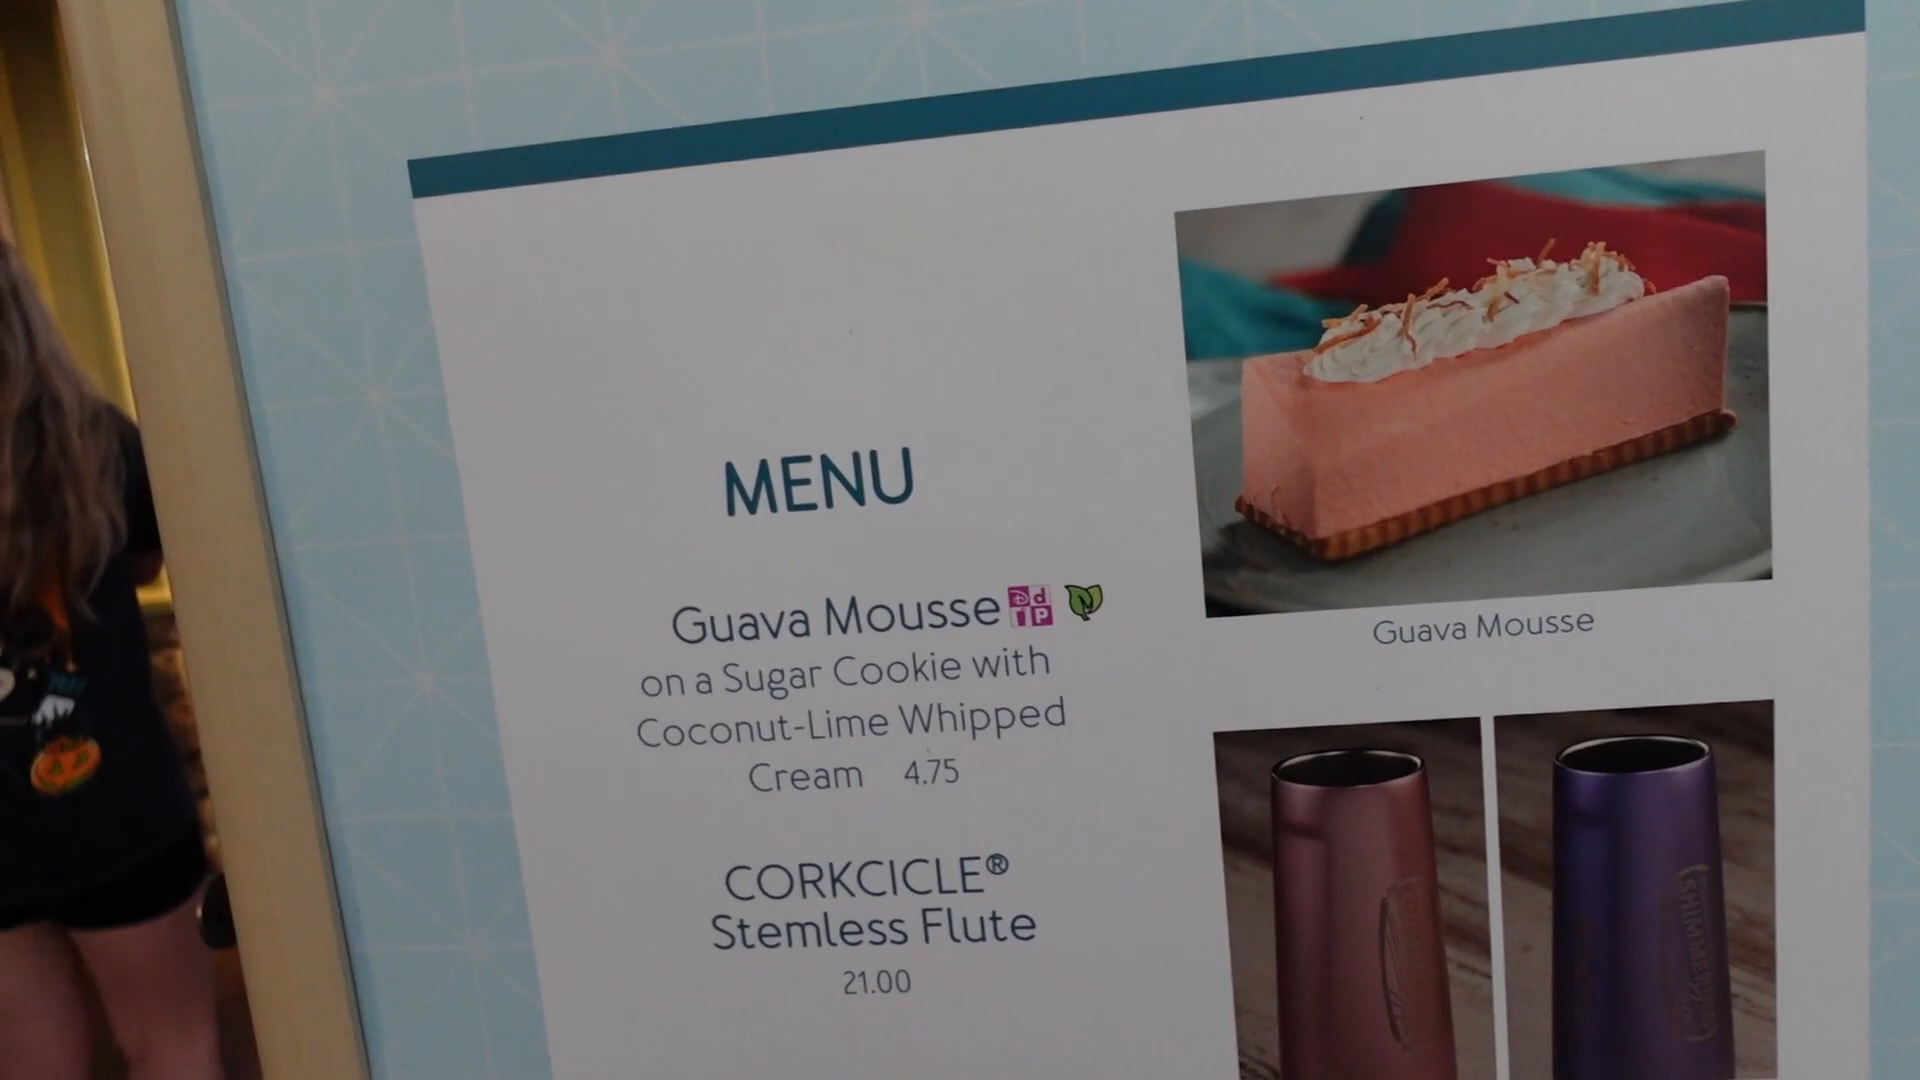 MENU
Guava Mousse
on a Sugar Cookie with
Coconut-Lime Whipped
Cream 4.75
CORKCICLE®
Stemless Flute
21.00
Guava Mousse